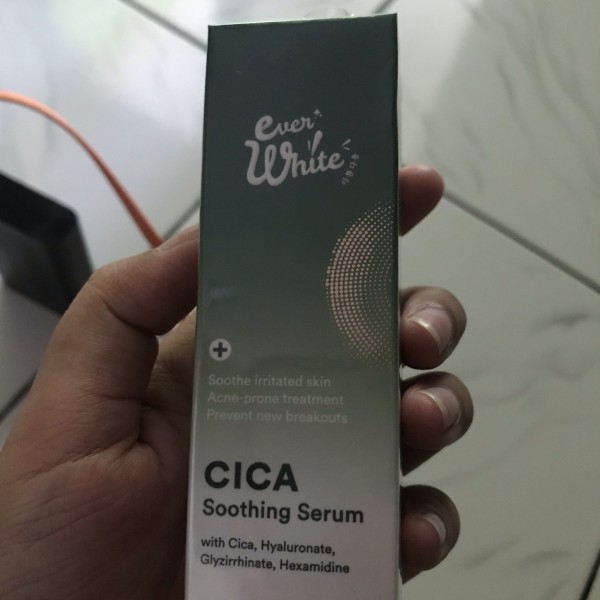 ever
White
Soothe irritated skin
Acne-prone treatment
Prevent new breakouts
CICA
Soothing Serum
with Cica, Hyaluronate,
Glyzirrhinate, Hexamidine